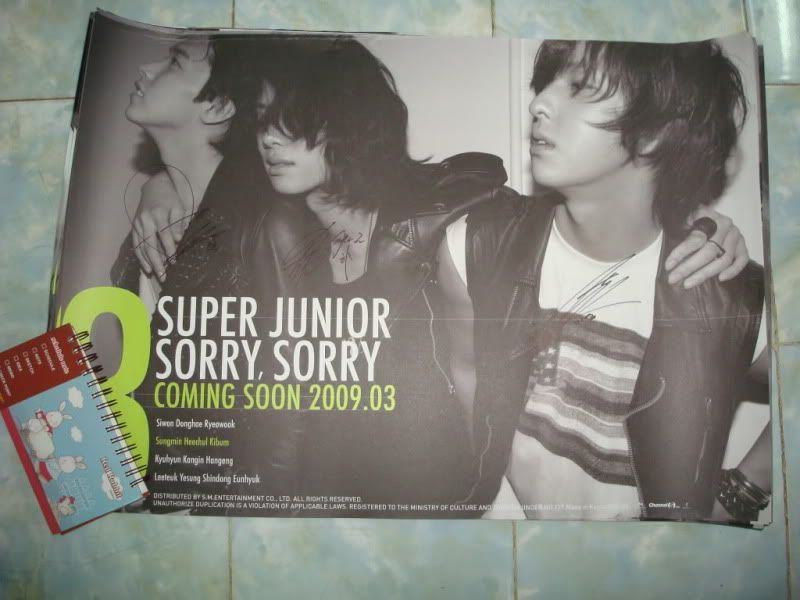 3
SUPER JUNIOR
SORRY, SORRY
COMING SOON 2009.03
Siwon Donghae Ryeowook
Sungmin Heechul Kibum
Kyuhyun Kangin Hangeng
Leeteuk Yesung Shindong Eunhyuk
DISTRIBUTED BY S.M.ENTERTAINMENT CO., LTD. ALL RIGHTS RESERVED.
UNAUTHORIZE DUPLICATION IS A VIOLATION OF APPLICABLE LAWS. REGISTERED TO THE MINISTRY OF CULTURE AND